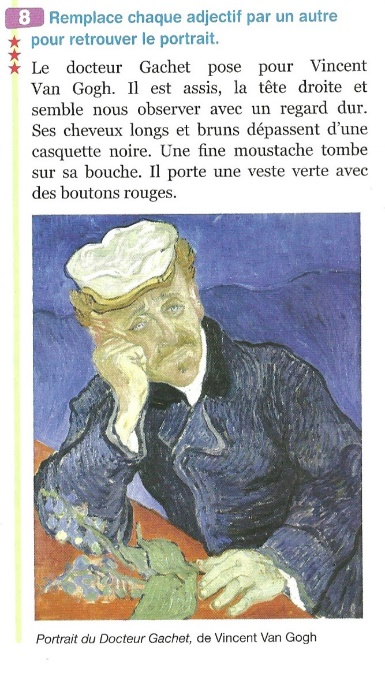 8 Remplace chaque adjectif par un autre
pour retrouver le portrait.
Le docteur Gachet pose pour Vincent
Van Gogh. Il est assis, la tête droite et
semble nous observer avec un regard dur.
Ses cheveux longs et bruns dépassent d'une
casquette noire. Une fine moustache tombe
sur sa bouche. Il porte une veste verte avec
des boutons rouges.
Portrait du Docteur Gachet, de Vincent Van Gogh